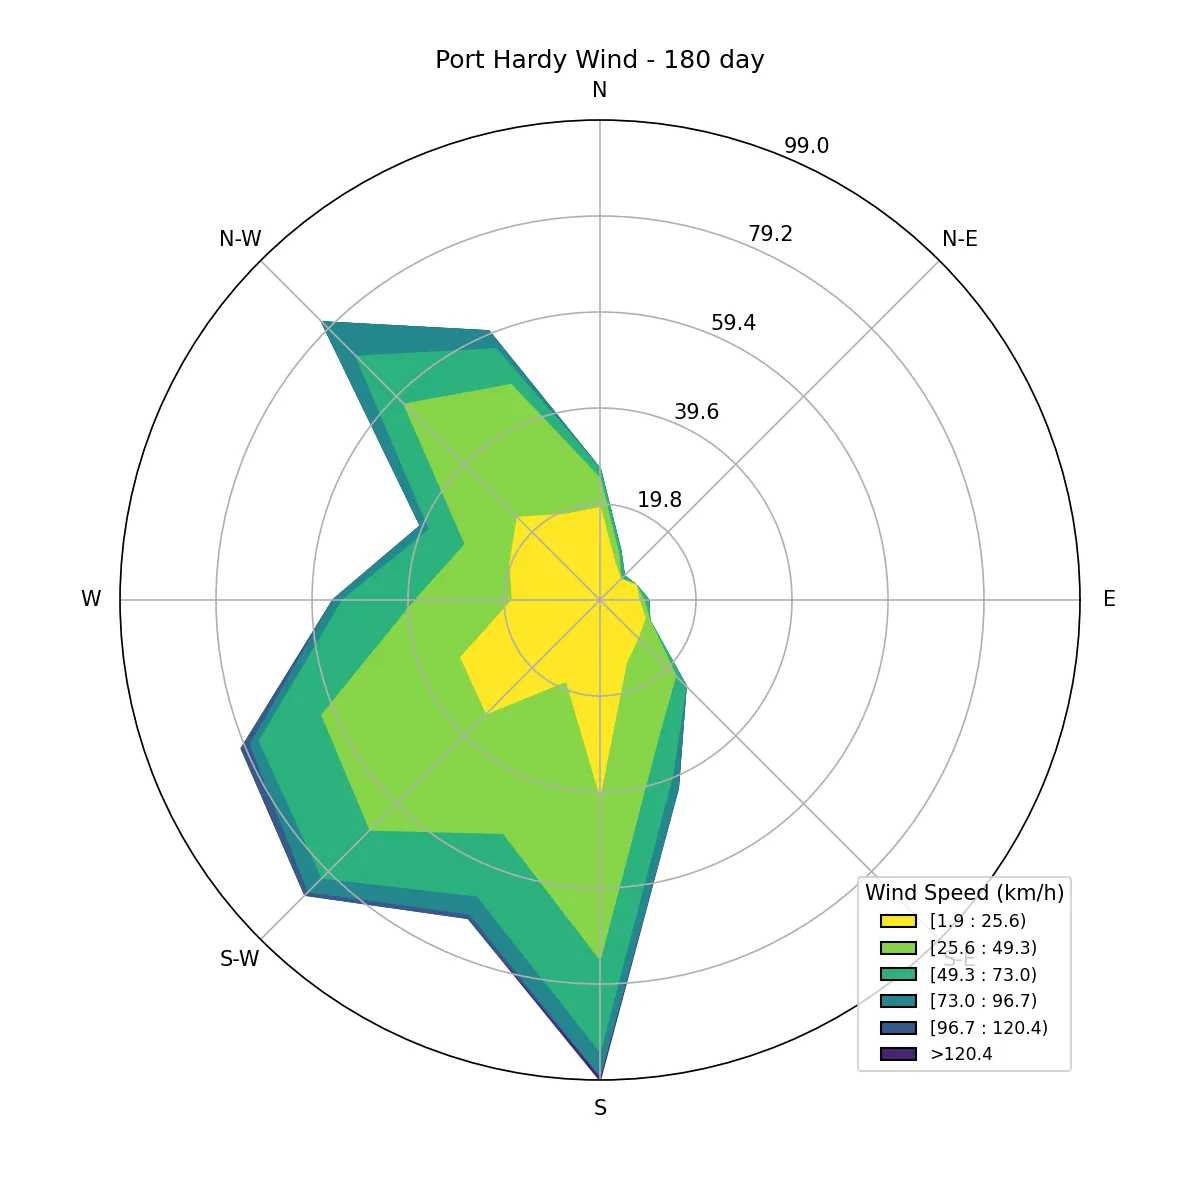 Port Hardy Wind - 180 day
N
99.0
N-W
N-E
79.2
59.4
39.6
19.8
W
E
S-W
S-E
Wind Speed (km/h)
[1.9 : 25.6)
[25.6 : 49.3)
[49.3 : 73.0)
[73.0 : 96.7)
[96.7 : 120.4)
>120.4
S